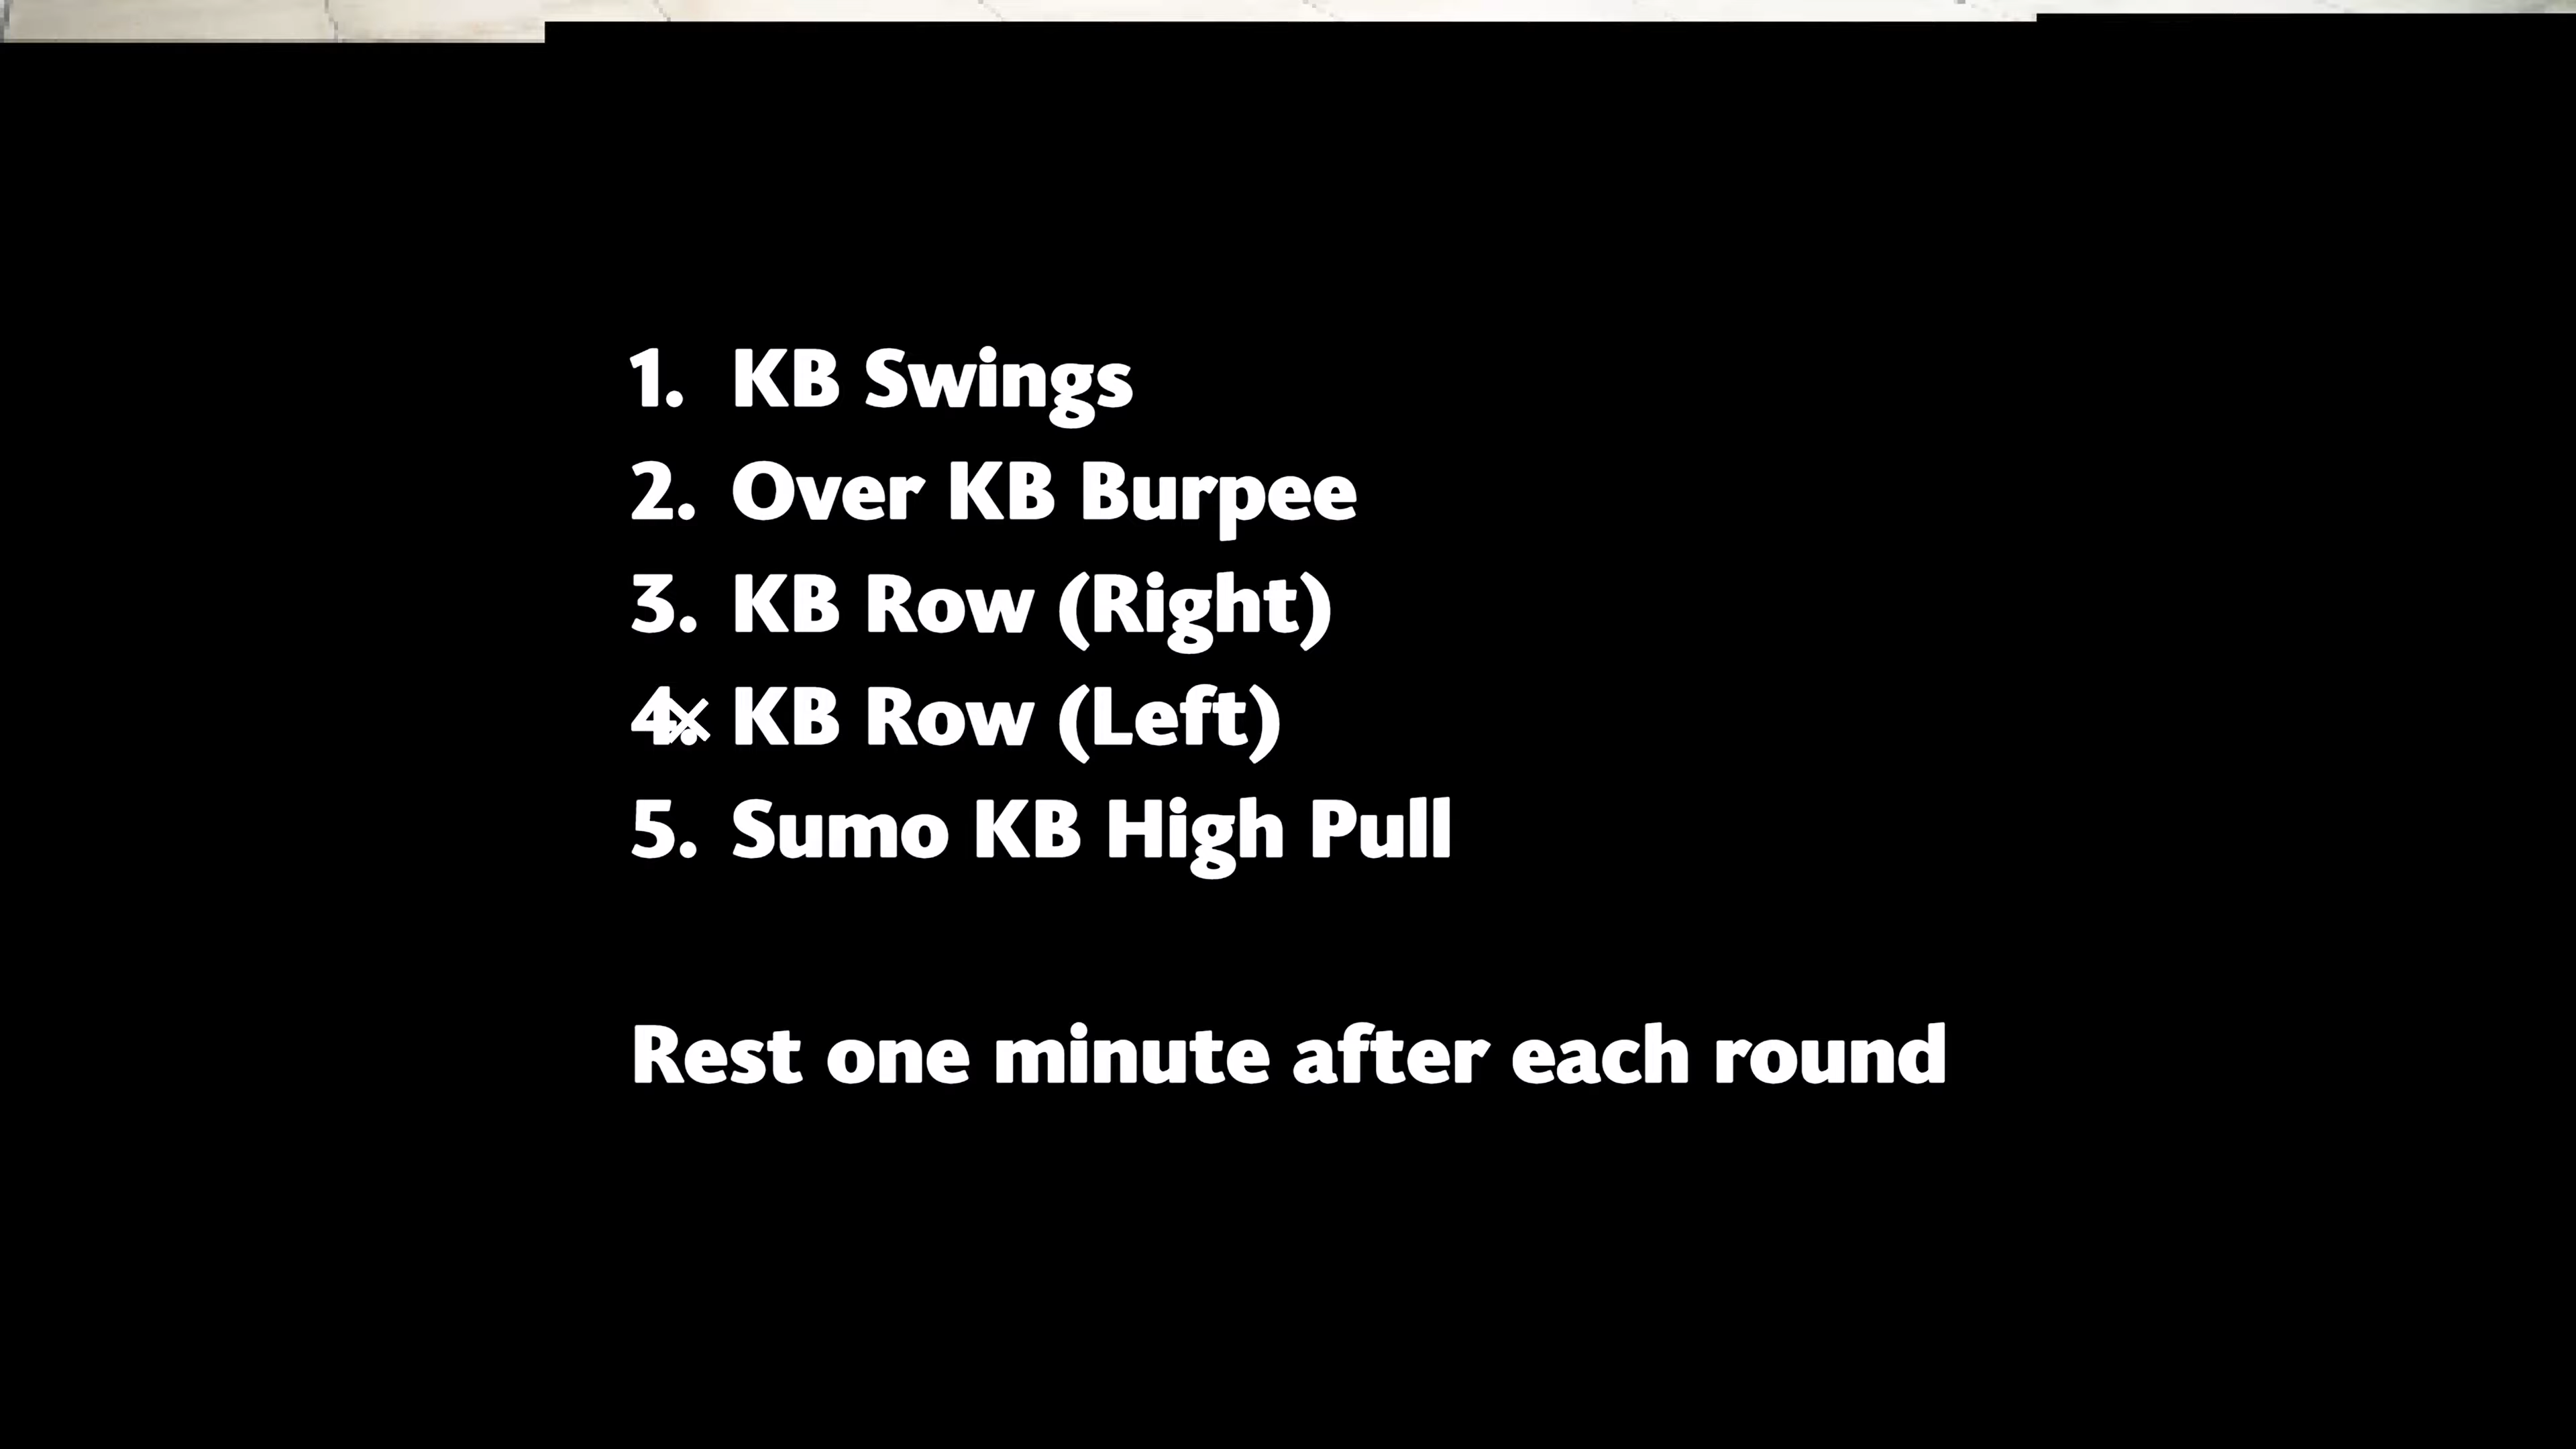 1. KB Swings
2. Over KB Burpee
3. KB Row (Right)
4. KB Row (Left)
5. Sumo KB High Pull
Rest one minute after each round